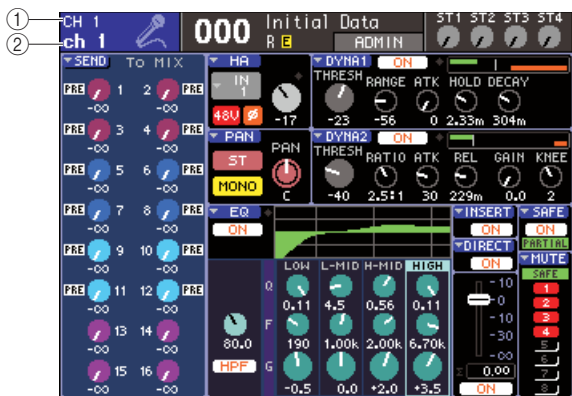 ① CH 1
② ch 1
000 Initial Data
R E ADMIN
ST1 ST2 ST3 ST4
SEND TO MIX
PRE 1 2 PRE
-∞ -∞
PRE 3 4 PRE
-∞ -∞
PRE 5 6 PRE
-∞ -∞
PRE 7 8 PRE
-∞ -∞
PRE 9 10 PRE
-∞ -∞
PRE 11 12 PRE
-∞ -∞
13 14
-∞ -∞
15 16
-∞ -∞
HA
IN
1
48V Ø -17
PAN
ST PAN
MONO C
DYNA1 ON
THRESH RANGE ATK HOLD DECAY
-23 -56 0 2.33m 304m
DYNA2 ON
THRESH RATIO ATK REL GAIN KNEE
-40 2.5:1 30 229m 0.0 2
EQ
ON
LOW L-MID H-MID HIGH
Q
0.11 4.5 0.56 0.11
F
80.0 190 1.00k 2.00k 6.70k
HPF G
-0.5 0.0 +2.0 +3.5
INSERT
ON
DIRECT
ON
-10
-0
-10
-30
-∞
Σ 0.00
ON
SAFE
ON
PARTIAL
MUTE
SAFE
1
2
3
4
5
6
7
8